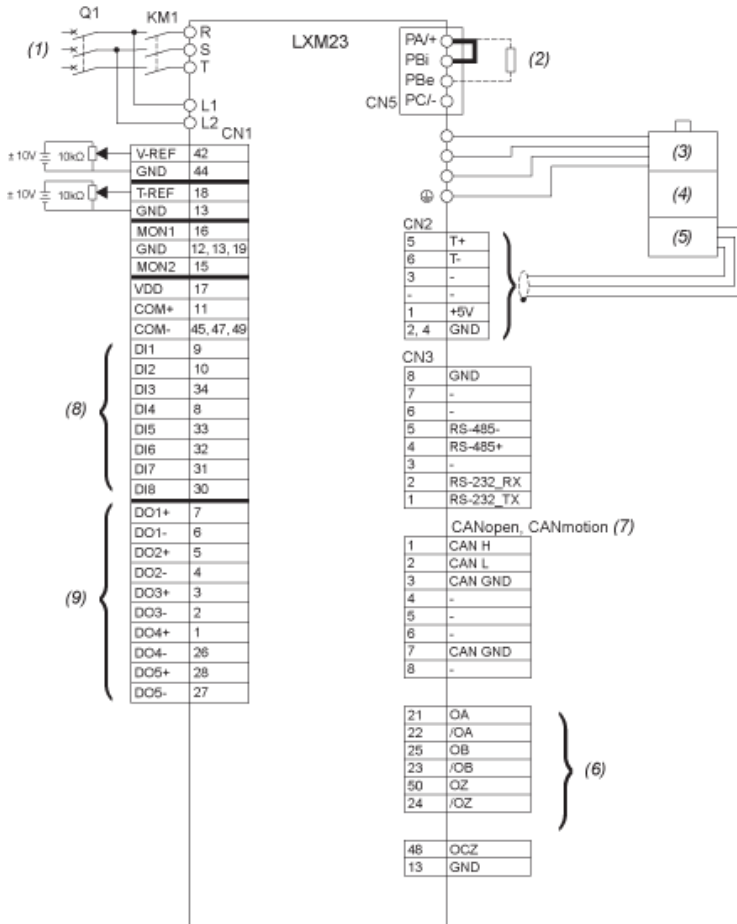 Q1
KM1
(1)
R
S
T
L1
L2
LXM23
PA/+
PBi
PBe
CN5 PC/-
(2)
(3)
(4)
(5)
CN1
± 10V 10kΩ V-REF 42
GND 44
± 10V 10kΩ T-REF 18
GND 13
MON1 16
GND 12, 13, 19
MON2 15
VDD 17
COM+ 11
COM- 45, 47, 49
(8)
DI1 9
DI2 10
DI3 34
DI4 8
DI5 33
DI6 32
DI7 31
DI8 30
(9)
DO1+ 7
DO1- 6
DO2+ 5
DO2- 4
DO3+ 3
DO3- 2
DO4+ 1
DO4- 26
DO5+ 28
DO5- 27
CN2
5 T+
6 T-
3 -
- -
1 +5V
2, 4 GND
CN3
8 GND
7 -
6 -
5 RS-485-
4 RS-485+
3 -
2 RS-232_RX
1 RS-232_TX
CANopen, CANmotion (7)
1 CAN H
2 CAN L
3 CAN GND
4 -
5 -
6 -
7 CAN GND
8 -
21 OA
22 /OA
25 OB
23 /OB
50 OZ
24 /OZ
(6)
48 OCZ
13 GND